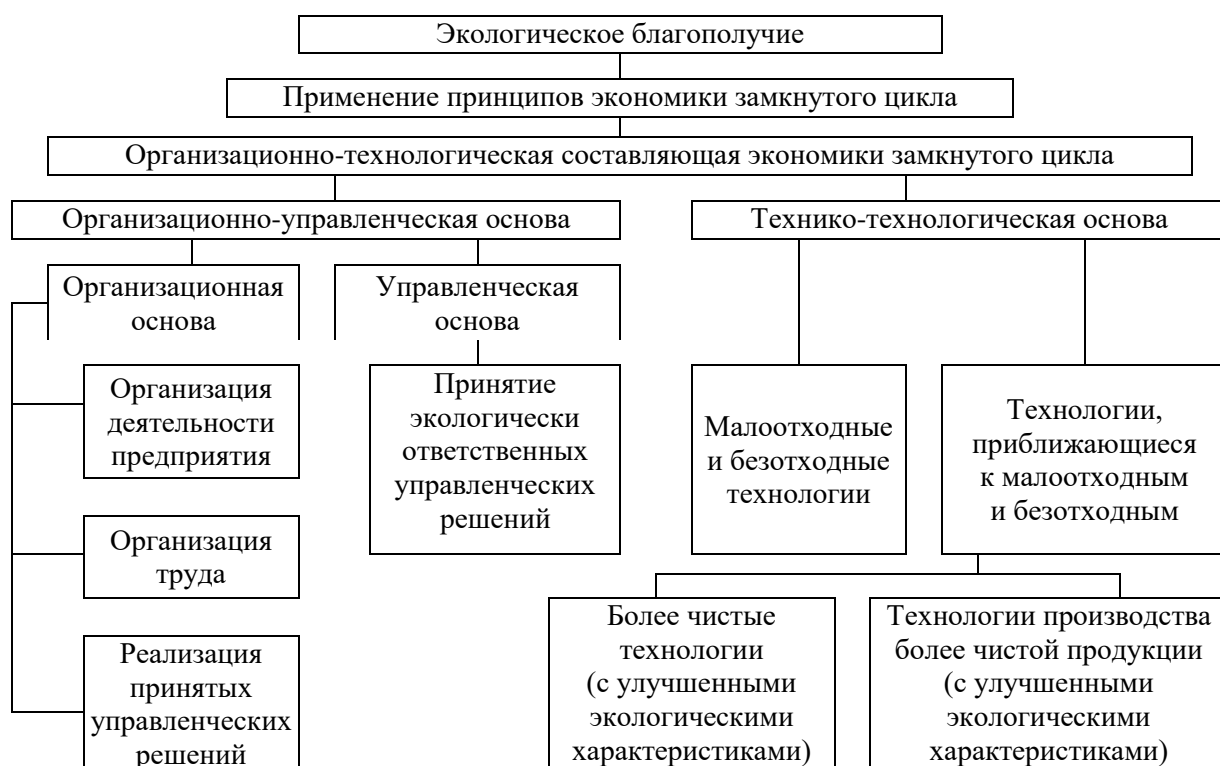 Экологическое благополучие
Применение принципов экономики замкнутого цикла
Организационно-технологическая составляющая экономики замкнутого цикла
Организационно-управленческая основа
Технико-технологическая основа
Организационная
основа
Управленческая
основа
Организация
деятельности
предприятия
Принятие
экологически
ответственных
управленческих
решений
Малоотходные
и безотходные
технологии
Технологии,
приближающиеся
к малоотходным
и безотходным
Организация
труда
Реализация
принятых
управленческих
решений
Более чистые
технологии
(с улучшенными
экологическими
характеристиками)
Технологии производства
более чистой продукции
(с улучшенными
экологическими
характеристиками)